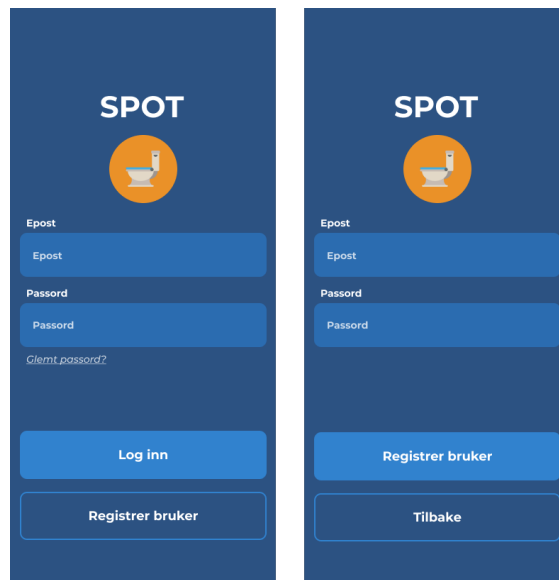 SPOT
Epost
Epost
Passord
Passord
Glemt passord?
Log inn
Registrer bruker
SPOT
Epost
Epost
Passord
Passord
Registrer bruker
Tilbake